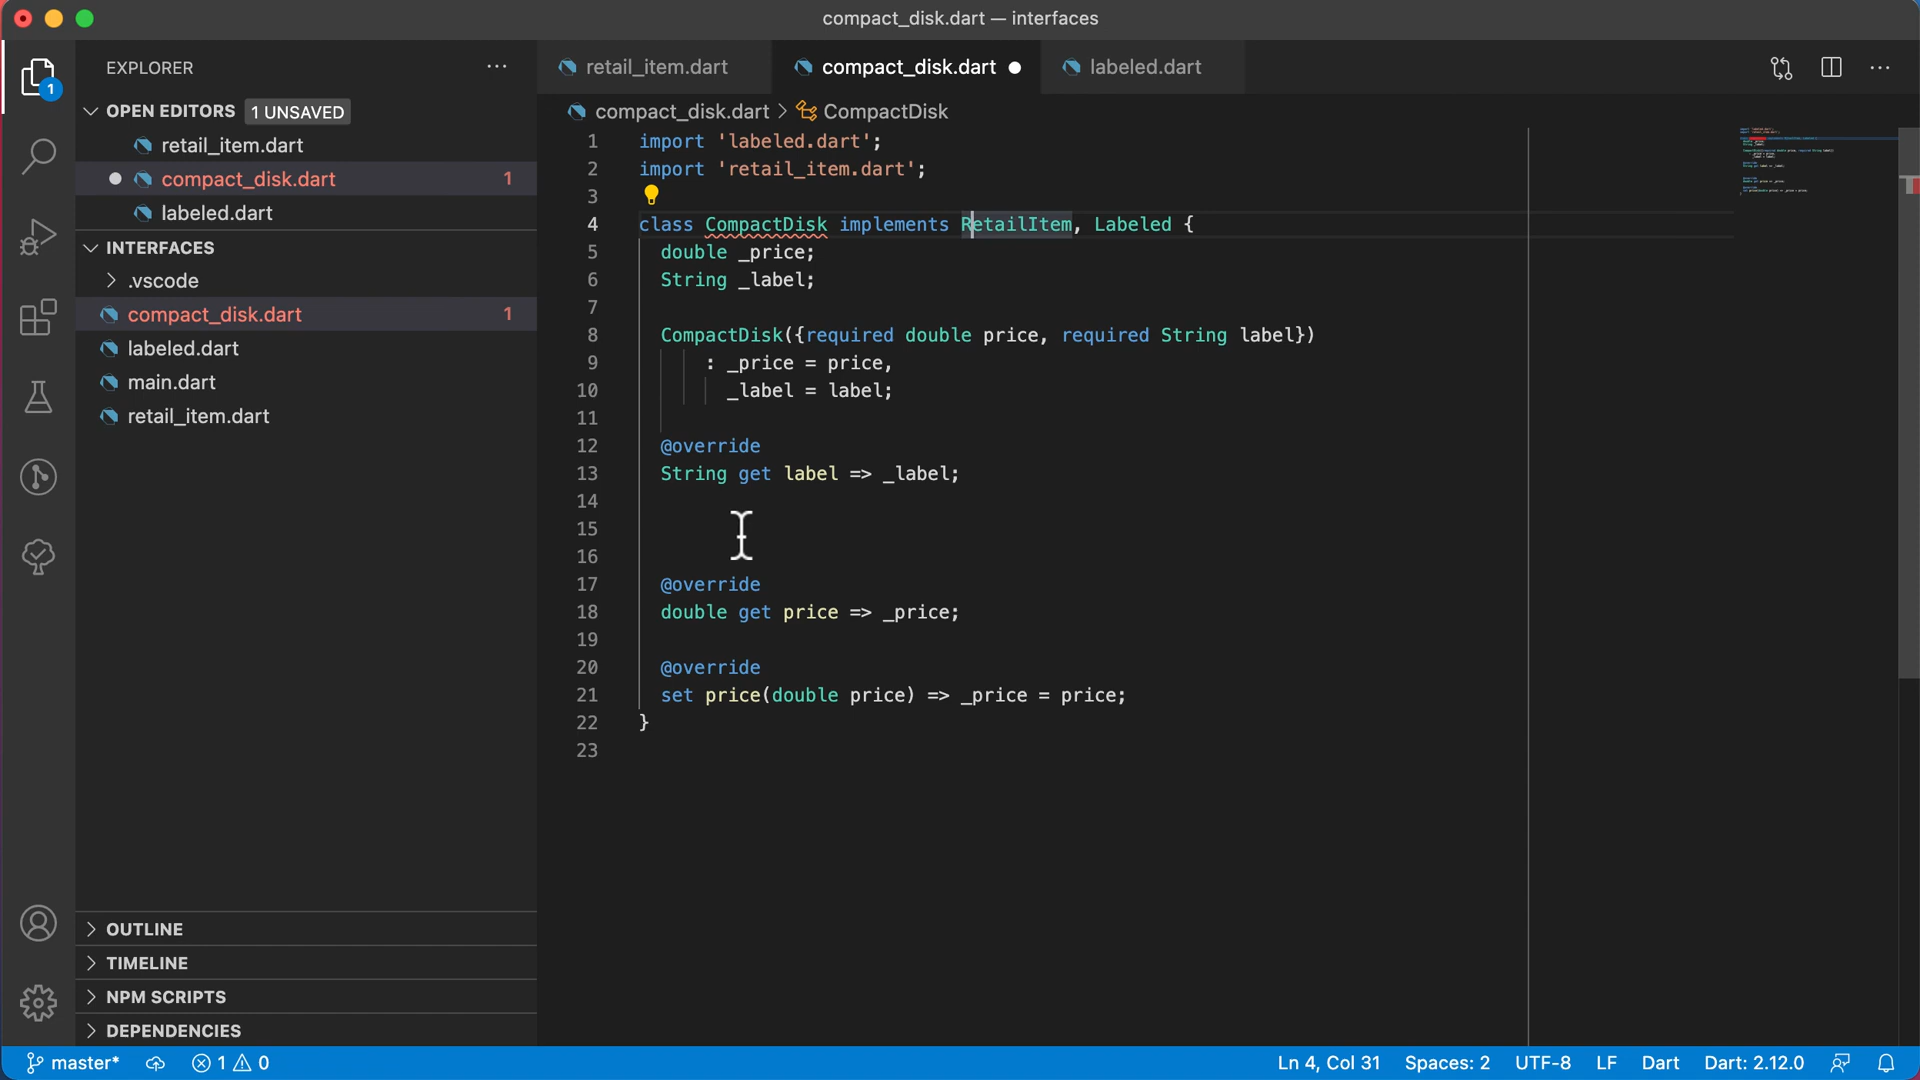 compact_disk.dart — interfaces
EXPLORER
retail_item.dart
compact_disk.dart
labeled.dart
1
OPEN EDITORS 1 UNSAVED
retail_item.dart
compact_disk.dart 1
labeled.dart
INTERFACES
.vscode
compact_disk.dart 1
labeled.dart
main.dart
retail_item.dart
OUTLINE
TIMELINE
NPM SCRIPTS
DEPENDENCIES
compact_disk.dart > CompactDisk
1 import 'labeled.dart';
2 import 'retail_item.dart';
3
4 class CompactDisk implements RetailItem, Labeled {
5 double _price;
6 String _label;
7
8 CompactDisk({required double price, required String label})
9 : _price = price,
10 _label = label;
11
12 @override
13 String get label => _label;
14
15
16
17 @override
18 double get price => _price;
19
20 @override
21 set price(double price) => _price = price;
22 }
23
master* 1 0 Ln 4, Col 31 Spaces: 2 UTF-8 LF Dart Dart: 2.12.0